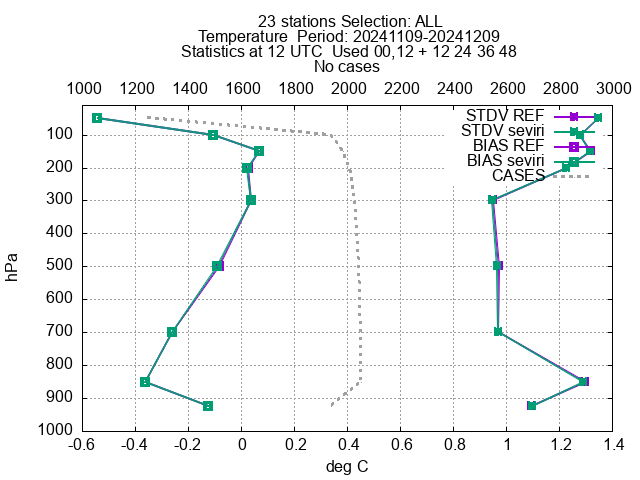 23 stations Selection: ALL
Temperature  Period: 20241109-20241209
Statistics at 12 UTC  Used 00,12 + 12 24 36 48
No cases
1000 1200 1400 1600 1800 2000 2200 2400 2600 2800 3000
STDV REF
STDV seviri
BIAS REF
BIAS seviri
CASES
100
200
300
400
500
600
700
800
900
1000
hPa
-0.6 -0.4 -0.2 0 0.2 0.4 0.6 0.8 1 1.2 1.4
deg C